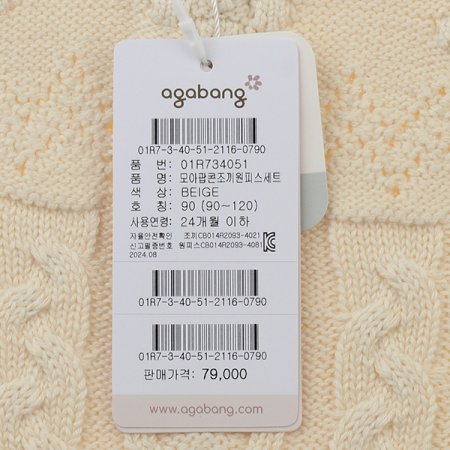 agabang
01R7-3-40-51-2116-0790
품 번: 01R734051
품 명: 모아팝콘조끼원피스세트
색 상: BEIGE
호 칭: 90 (90~120)
사용연령: 24개월 이하
자율안전확인 조끼CB014R2093-4021
신고필증번호 원피스CB014R2093-4081
2024.08
01R7-3-40-51-2116-0790
01R7-3-40-51-2116-0790
판매가격: 79,000
www.agabang.com